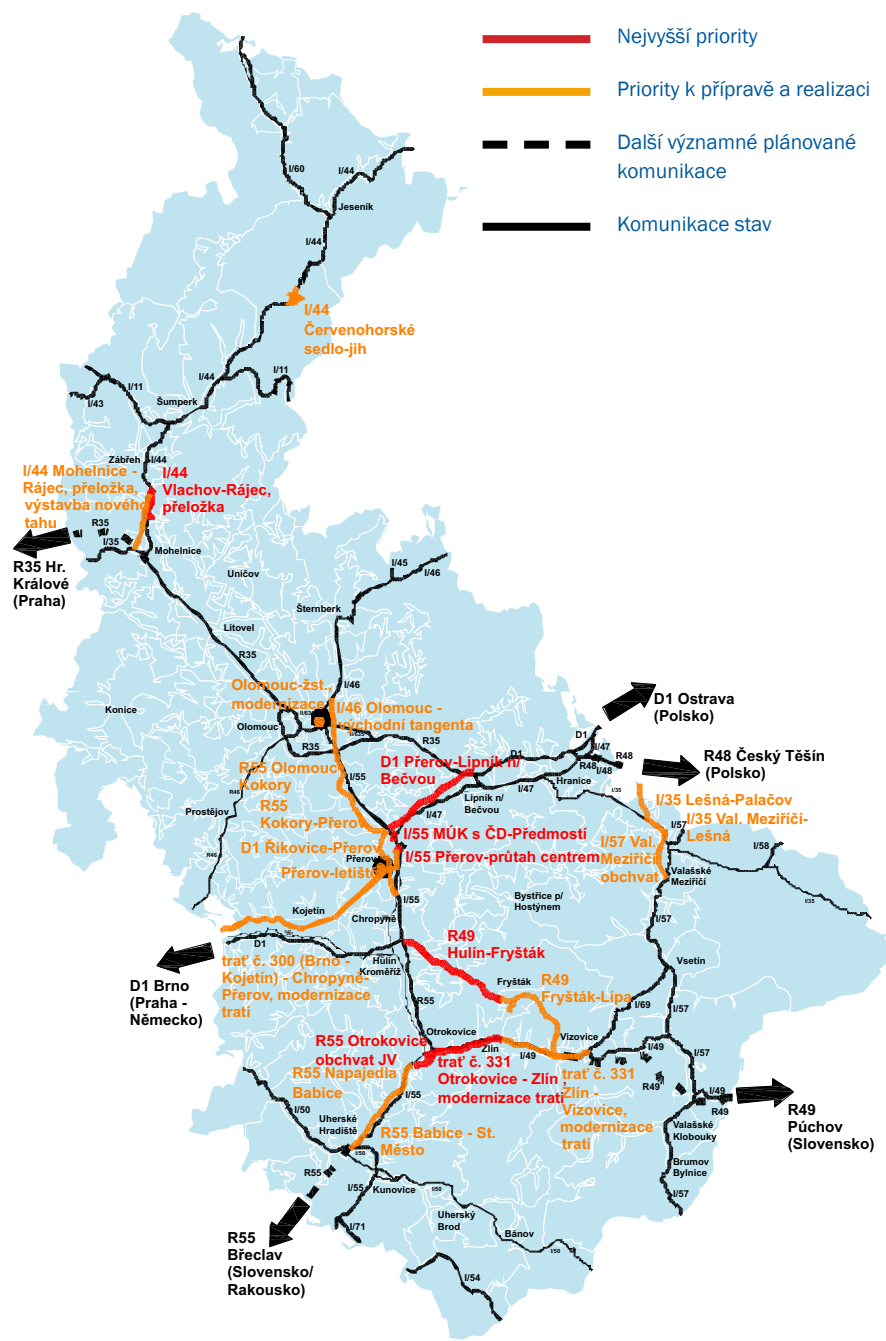 Nejvyšší priority
Priority k přípravě a realizaci
Další významné plánované
komunikace
Komunikace stav
I/60
I/44
Jeseník
I/44
I/44
Červenohorské
sedlo-jih
I/44
I/11
I/11
I/43
Šumperk
Zábřeh
I/44
I/44 Mohelnice -
Rájec, přeložka,
výstavba nového
tahu
I/44
Vlachov-Rájec,
přeložka
R35
I/35
Mohelnice
R35 Hr.
Králové
(Praha)
Uničov
I/45
I/46
Šternberk
Litovel
R35
Konice
I/46
Olomouc-žst.,
modernizace
I/46 Olomouc -
východní tangenta
Olomouc
R35
R35
D1 Ostrava
(Polsko)
D1
I/47
R48
R48
I/48
R48 Český Těšín
(Polsko)
D1 Přerov-Lipník n/
Bečvou
D1
Hranice
I/47
Lipník n/
Bečvou
I/47
R55 Olomouc
Kokory
I/55
R46
Prostějov
R46
R55
Kokory-Přerov
I/35
I/35 Lešná-Palačov
I/35 Val. Meziříčí-
Lešná
I/57
I/57 Val.
Meziříčí
obchvat
I/58
Valašské
Meziříčí
I/35
I/55 MÚK s ČD-Předmostí
D1 Říkovice-Přerov
Přerov
I/55 Přerov-průtah centrem
Přerov-letiště
I/55
Bystřice p/
Hostýnem
Kojetín
Chropyně
I/57
D1
D1 Brno
(Praha -
Německo)
trať č. 300 (Brno -
Kojetín) - Chropyně-
Přerov, modernizace
trati
Hulín
Kroměříž
R49
Hulín-Fryšták
Vsetín
Fryšták
R49
Fryšták-Lípa
R55
I/69
I/57
Otrokovice
R55 Otrokovice
obchvat JV
Zlín
I/49
Vizovice
I/49
I/57
trať č. 331
Otrokovice - Zlín ,
modernizace trati
trať č. 331
Zlín -
Vizovice,
modernizace
trati
R55 Napajedla
Babice
I/55
R49
I/49
R49
R49
Púchov
(Slovensko)
Valašské
Klobouky
I/50
Uherské
Hradiště
R55 Babice - St.
Město
Brumov
Bylnice
I/50
R55
I/55
Kunovice
I/50
I/57
I/71
Uherský
Brod
Bánov
I/50
R55
Břeclav
(Slovensko/
Rakousko)
I/54